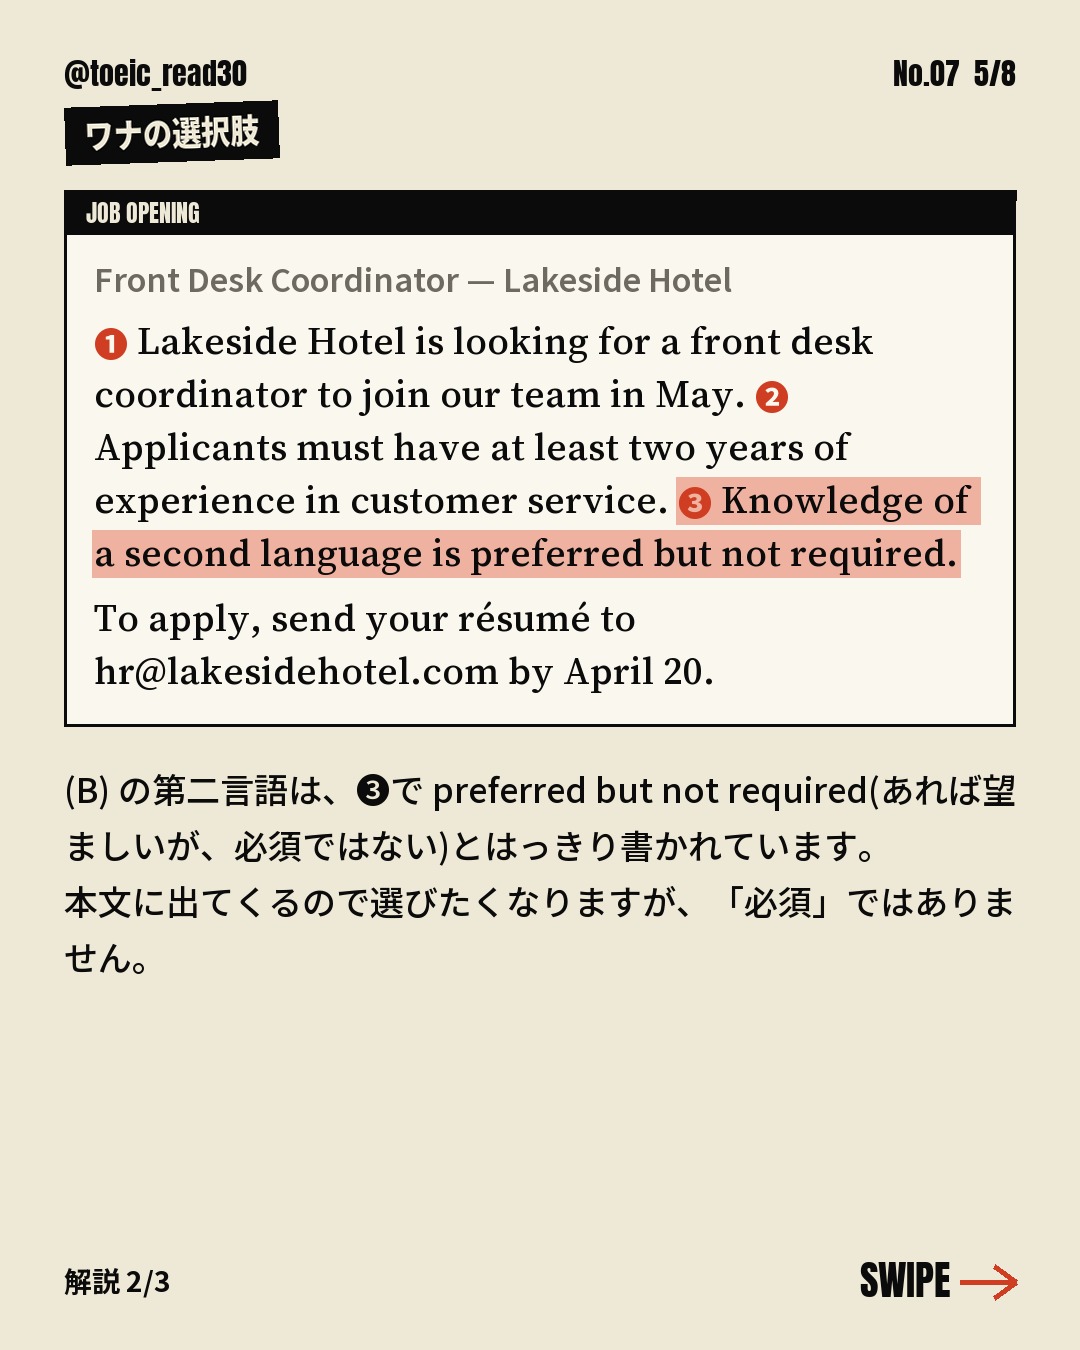 @toeic_read30
No.07 5/8
ワナの選択肢
JOB OPENING
Front Desk Coordinator — Lakeside Hotel
❶ Lakeside Hotel is looking for a front desk
coordinator to join our team in May. ❷
Applicants must have at least two years of
experience in customer service. ❸ Knowledge of
a second language is preferred but not required.
To apply, send your résumé to
hr@lakesidehotel.com by April 20.
(B) の第二言語は、❸で preferred but not required(あれば望
ましいが、必須ではない)とはっきり書かれています。
本文に出てくるので選びたくなりますが、「必須」ではありま
せん。
解説 2/3
SWIPE →